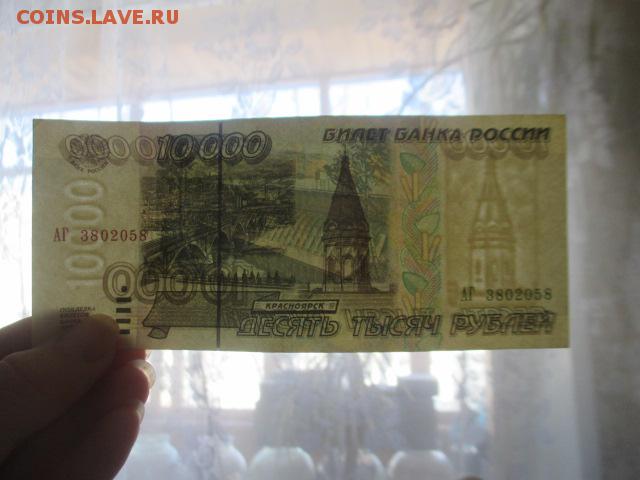 COINS.LAVE.RU
БИЛЕТ БАНКА РОССИИ
10 000
АГ 3802058
АГ 3802058
КРАСНОЯРСК
ДЕСЯТЬ ТЫСЯЧ РУБЛЕЙ